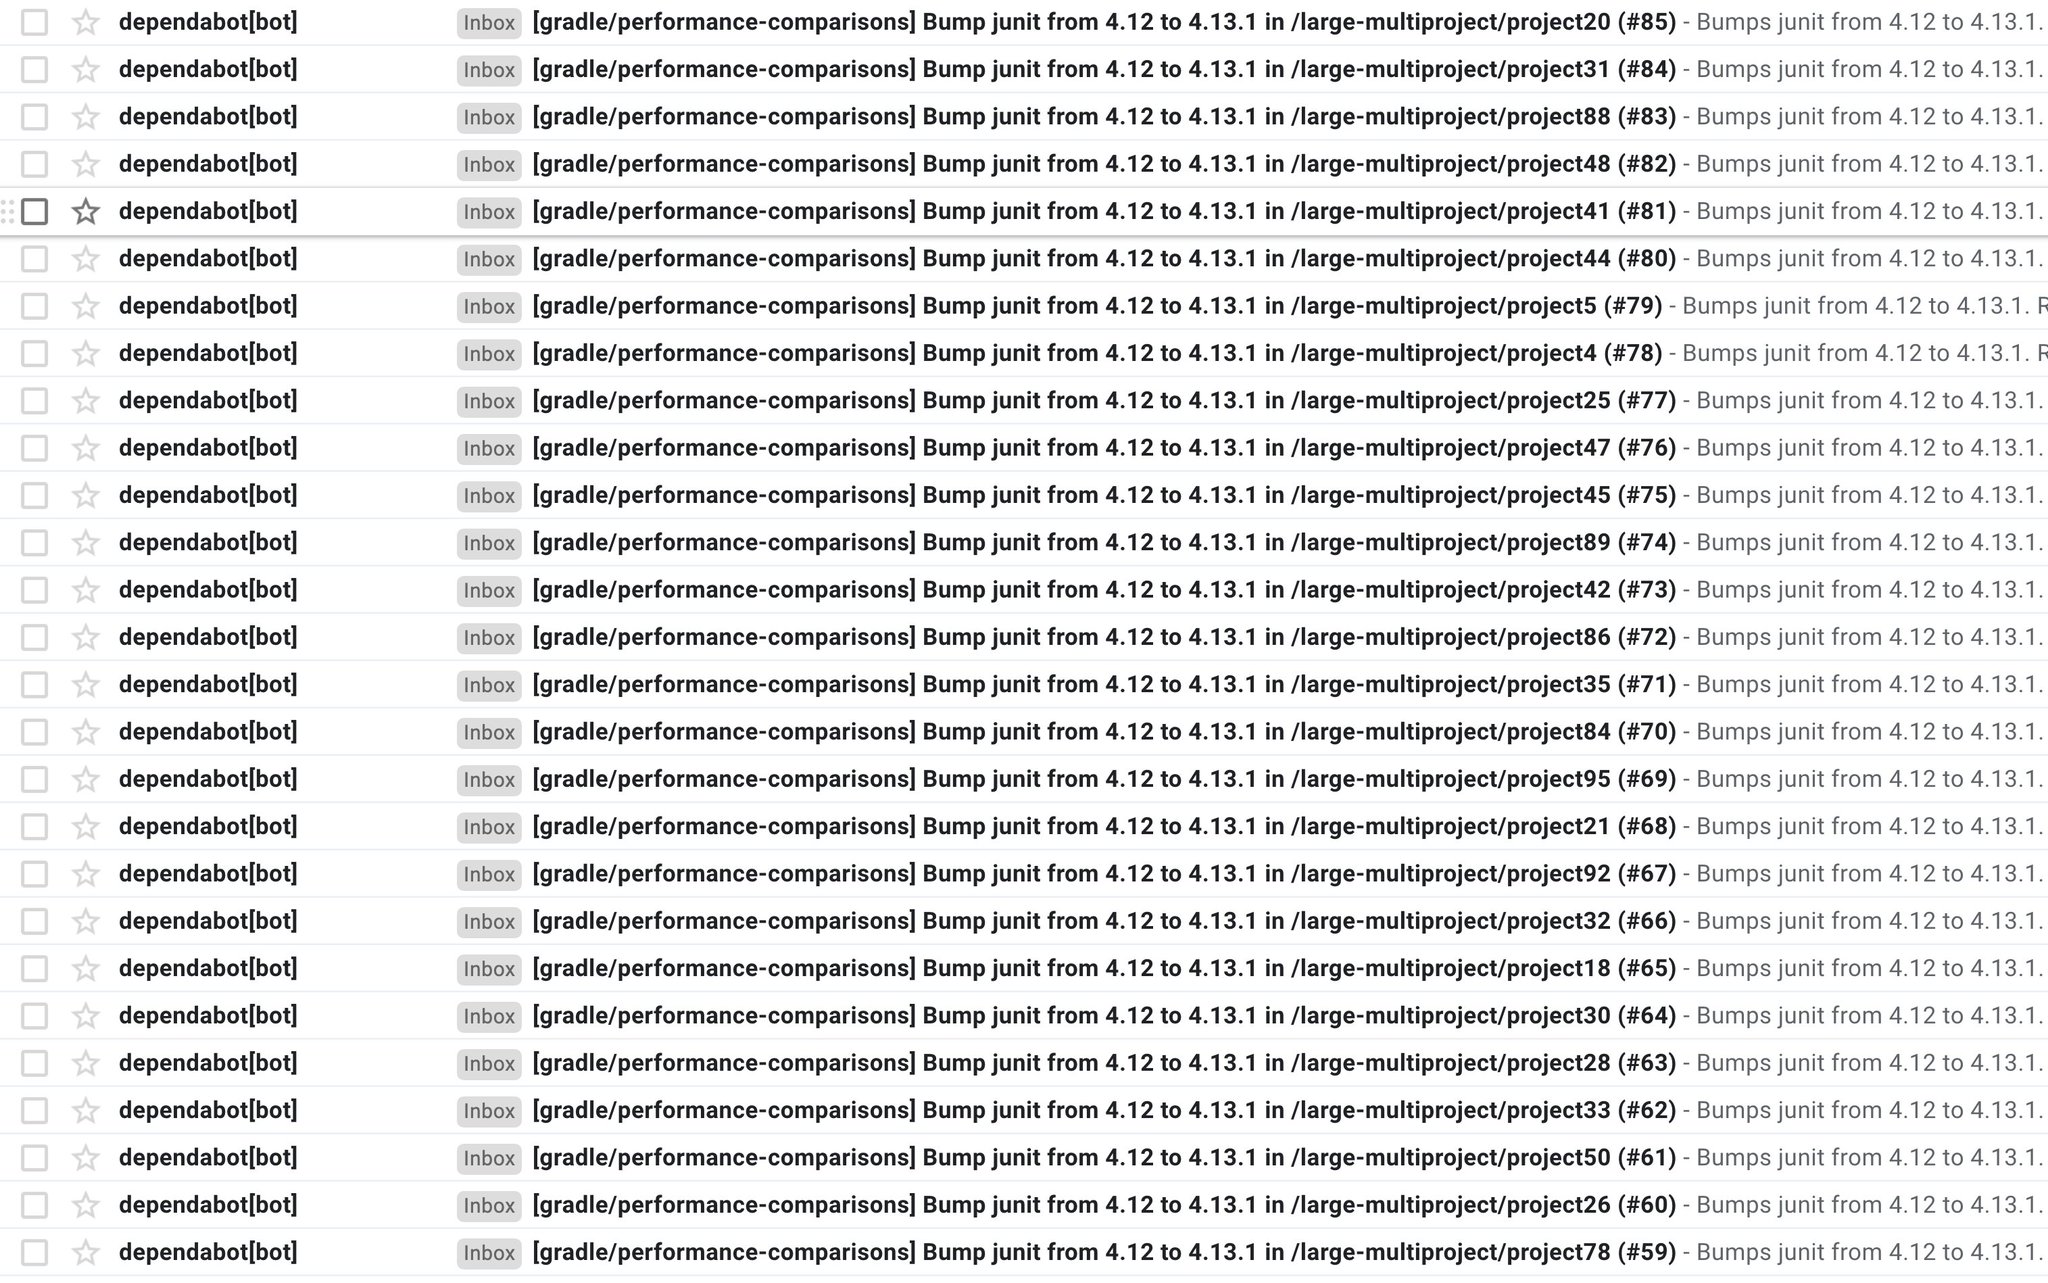 dependabot[bot] Inbox [gradle/performance-comparisons] Bump junit from 4.12 to 4.13.1 in /large-multiproject/project20 (#85) - Bumps junit from 4.12 to 4.13.1.
dependabot[bot] Inbox [gradle/performance-comparisons] Bump junit from 4.12 to 4.13.1 in /large-multiproject/project31 (#84) - Bumps junit from 4.12 to 4.13.1.
dependabot[bot] Inbox [gradle/performance-comparisons] Bump junit from 4.12 to 4.13.1 in /large-multiproject/project88 (#83) - Bumps junit from 4.12 to 4.13.1.
dependabot[bot] Inbox [gradle/performance-comparisons] Bump junit from 4.12 to 4.13.1 in /large-multiproject/project48 (#82) - Bumps junit from 4.12 to 4.13.1.
dependabot[bot] Inbox [gradle/performance-comparisons] Bump junit from 4.12 to 4.13.1 in /large-multiproject/project41 (#81) - Bumps junit from 4.12 to 4.13.1.
dependabot[bot] Inbox [gradle/performance-comparisons] Bump junit from 4.12 to 4.13.1 in /large-multiproject/project44 (#80) - Bumps junit from 4.12 to 4.13.1.
dependabot[bot] Inbox [gradle/performance-comparisons] Bump junit from 4.12 to 4.13.1 in /large-multiproject/project5 (#79) - Bumps junit from 4.12 to 4.13.1. R
dependabot[bot] Inbox [gradle/performance-comparisons] Bump junit from 4.12 to 4.13.1 in /large-multiproject/project4 (#78) - Bumps junit from 4.12 to 4.13.1. R
dependabot[bot] Inbox [gradle/performance-comparisons] Bump junit from 4.12 to 4.13.1 in /large-multiproject/project25 (#77) - Bumps junit from 4.12 to 4.13.1.
dependabot[bot] Inbox [gradle/performance-comparisons] Bump junit from 4.12 to 4.13.1 in /large-multiproject/project47 (#76) - Bumps junit from 4.12 to 4.13.1.
dependabot[bot] Inbox [gradle/performance-comparisons] Bump junit from 4.12 to 4.13.1 in /large-multiproject/project45 (#75) - Bumps junit from 4.12 to 4.13.1.
dependabot[bot] Inbox [gradle/performance-comparisons] Bump junit from 4.12 to 4.13.1 in /large-multiproject/project89 (#74) - Bumps junit from 4.12 to 4.13.1.
dependabot[bot] Inbox [gradle/performance-comparisons] Bump junit from 4.12 to 4.13.1 in /large-multiproject/project42 (#73) - Bumps junit from 4.12 to 4.13.1.
dependabot[bot] Inbox [gradle/performance-comparisons] Bump junit from 4.12 to 4.13.1 in /large-multiproject/project86 (#72) - Bumps junit from 4.12 to 4.13.1.
dependabot[bot] Inbox [gradle/performance-comparisons] Bump junit from 4.12 to 4.13.1 in /large-multiproject/project35 (#71) - Bumps junit from 4.12 to 4.13.1.
dependabot[bot] Inbox [gradle/performance-comparisons] Bump junit from 4.12 to 4.13.1 in /large-multiproject/project84 (#70) - Bumps junit from 4.12 to 4.13.1.
dependabot[bot] Inbox [gradle/performance-comparisons] Bump junit from 4.12 to 4.13.1 in /large-multiproject/project95 (#69) - Bumps junit from 4.12 to 4.13.1.
dependabot[bot] Inbox [gradle/performance-comparisons] Bump junit from 4.12 to 4.13.1 in /large-multiproject/project21 (#68) - Bumps junit from 4.12 to 4.13.1.
dependabot[bot] Inbox [gradle/performance-comparisons] Bump junit from 4.12 to 4.13.1 in /large-multiproject/project92 (#67) - Bumps junit from 4.12 to 4.13.1.
dependabot[bot] Inbox [gradle/performance-comparisons] Bump junit from 4.12 to 4.13.1 in /large-multiproject/project32 (#66) - Bumps junit from 4.12 to 4.13.1.
dependabot[bot] Inbox [gradle/performance-comparisons] Bump junit from 4.12 to 4.13.1 in /large-multiproject/project18 (#65) - Bumps junit from 4.12 to 4.13.1.
dependabot[bot] Inbox [gradle/performance-comparisons] Bump junit from 4.12 to 4.13.1 in /large-multiproject/project30 (#64) - Bumps junit from 4.12 to 4.13.1.
dependabot[bot] Inbox [gradle/performance-comparisons] Bump junit from 4.12 to 4.13.1 in /large-multiproject/project28 (#63) - Bumps junit from 4.12 to 4.13.1.
dependabot[bot] Inbox [gradle/performance-comparisons] Bump junit from 4.12 to 4.13.1 in /large-multiproject/project33 (#62) - Bumps junit from 4.12 to 4.13.1.
dependabot[bot] Inbox [gradle/performance-comparisons] Bump junit from 4.12 to 4.13.1 in /large-multiproject/project50 (#61) - Bumps junit from 4.12 to 4.13.1.
dependabot[bot] Inbox [gradle/performance-comparisons] Bump junit from 4.12 to 4.13.1 in /large-multiproject/project26 (#60) - Bumps junit from 4.12 to 4.13.1.
dependabot[bot] Inbox [gradle/performance-comparisons] Bump junit from 4.12 to 4.13.1 in /large-multiproject/project78 (#59) - Bumps junit from 4.12 to 4.13.1.